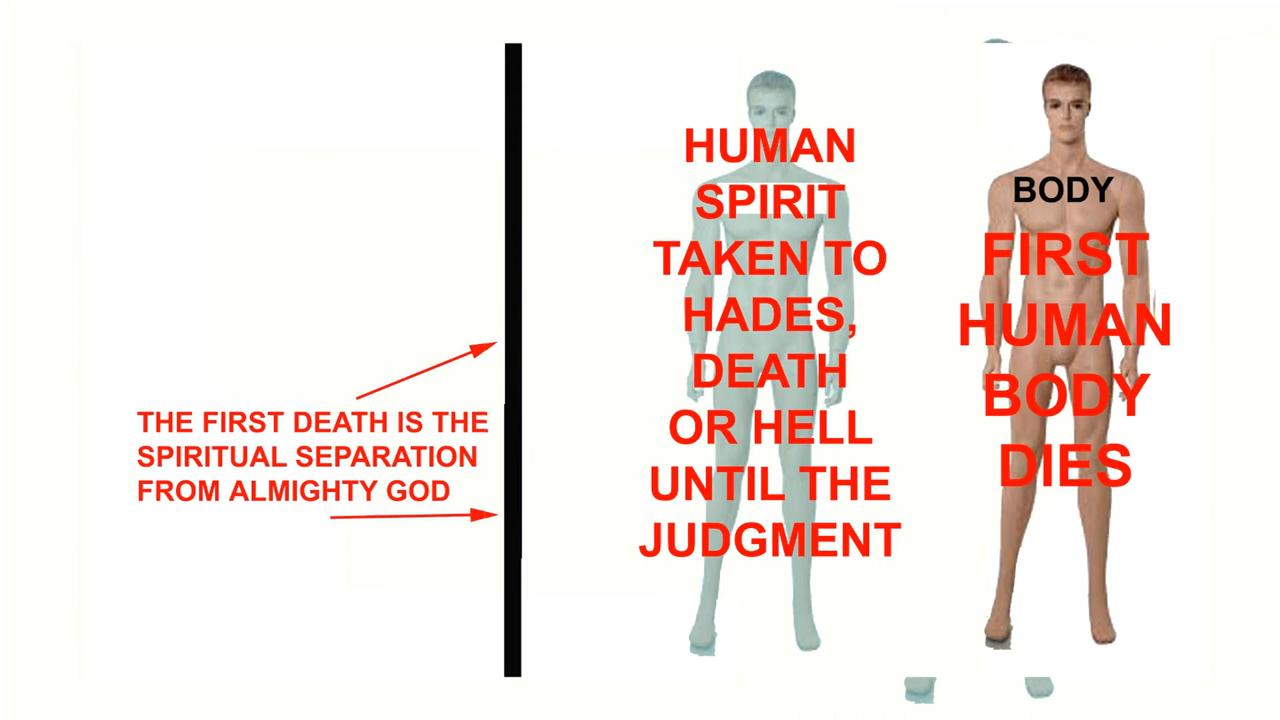 THE FIRST DEATH IS THE
SPIRITUAL SEPARATION
FROM ALMIGHTY GOD
HUMAN
SPIRIT
TAKEN TO
HADES,
DEATH
OR HELL
UNTIL THE
JUDGMENT
BODY
FIRST
HUMAN
BODY
DIES